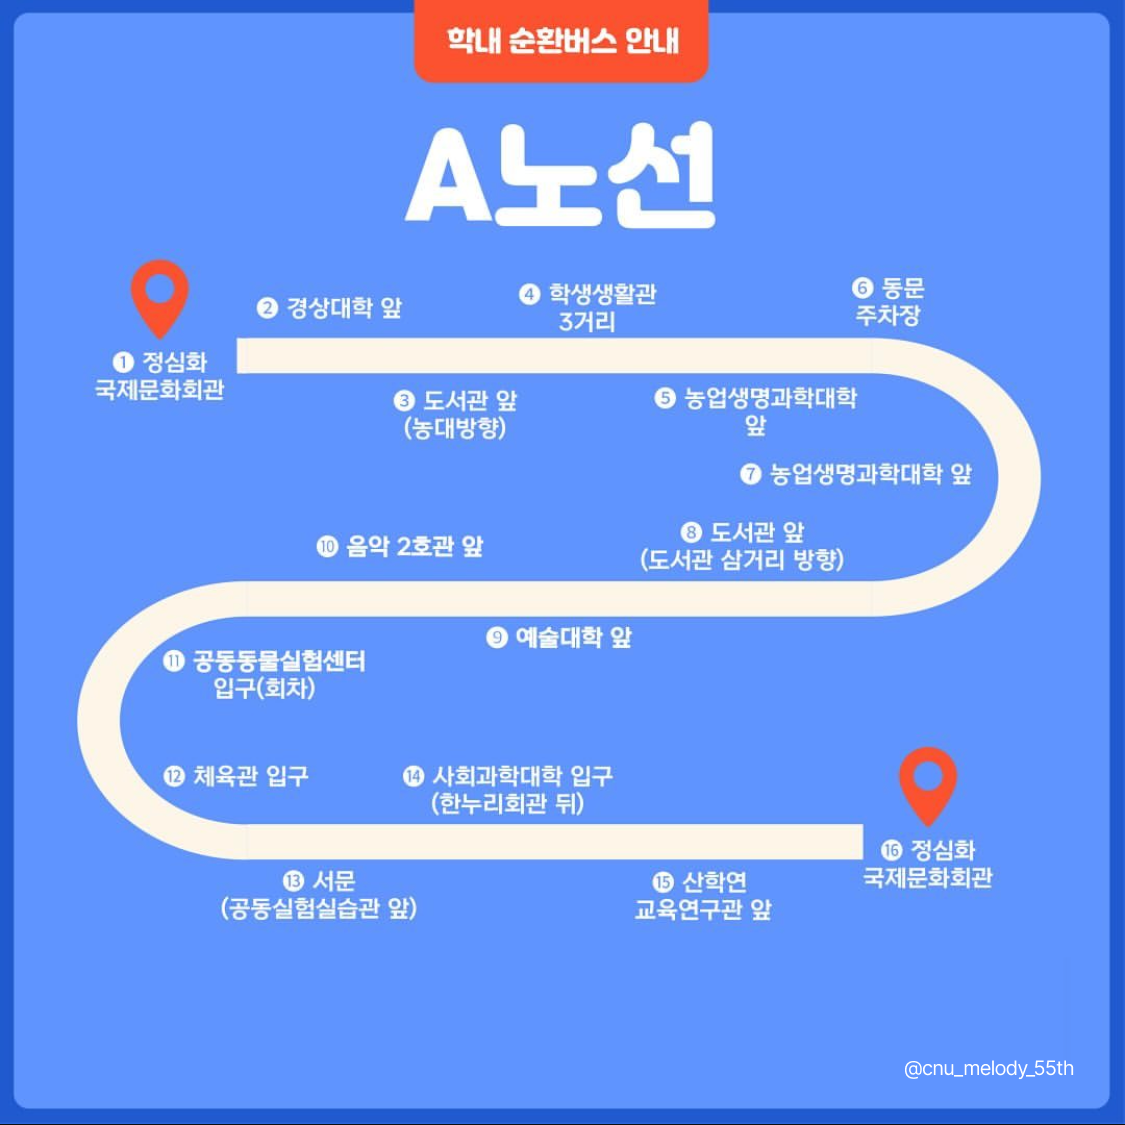 학내 순환버스 안내
A노선
❶ 정심화
국제문화회관
❷ 경상대학 앞
❸ 도서관 앞
(농대방향)
❹ 학생생활관
3거리
❺ 농업생명과학대학
앞
❻ 동문
주차장
❼ 농업생명과학대학 앞
❽ 도서관 앞
(도서관 삼거리 방향)
❾ 예술대학 앞
❿ 음악 2호관 앞
⓫ 공동동물실험센터
입구(회차)
⓬ 체육관 입구
⓭ 서문
(공동실험실습관 앞)
⓮ 사회과학대학 입구
(한누리회관 뒤)
⓯ 산학연
교육연구관 앞
⓰ 정심화
국제문화회관
@cnu_melody_55th